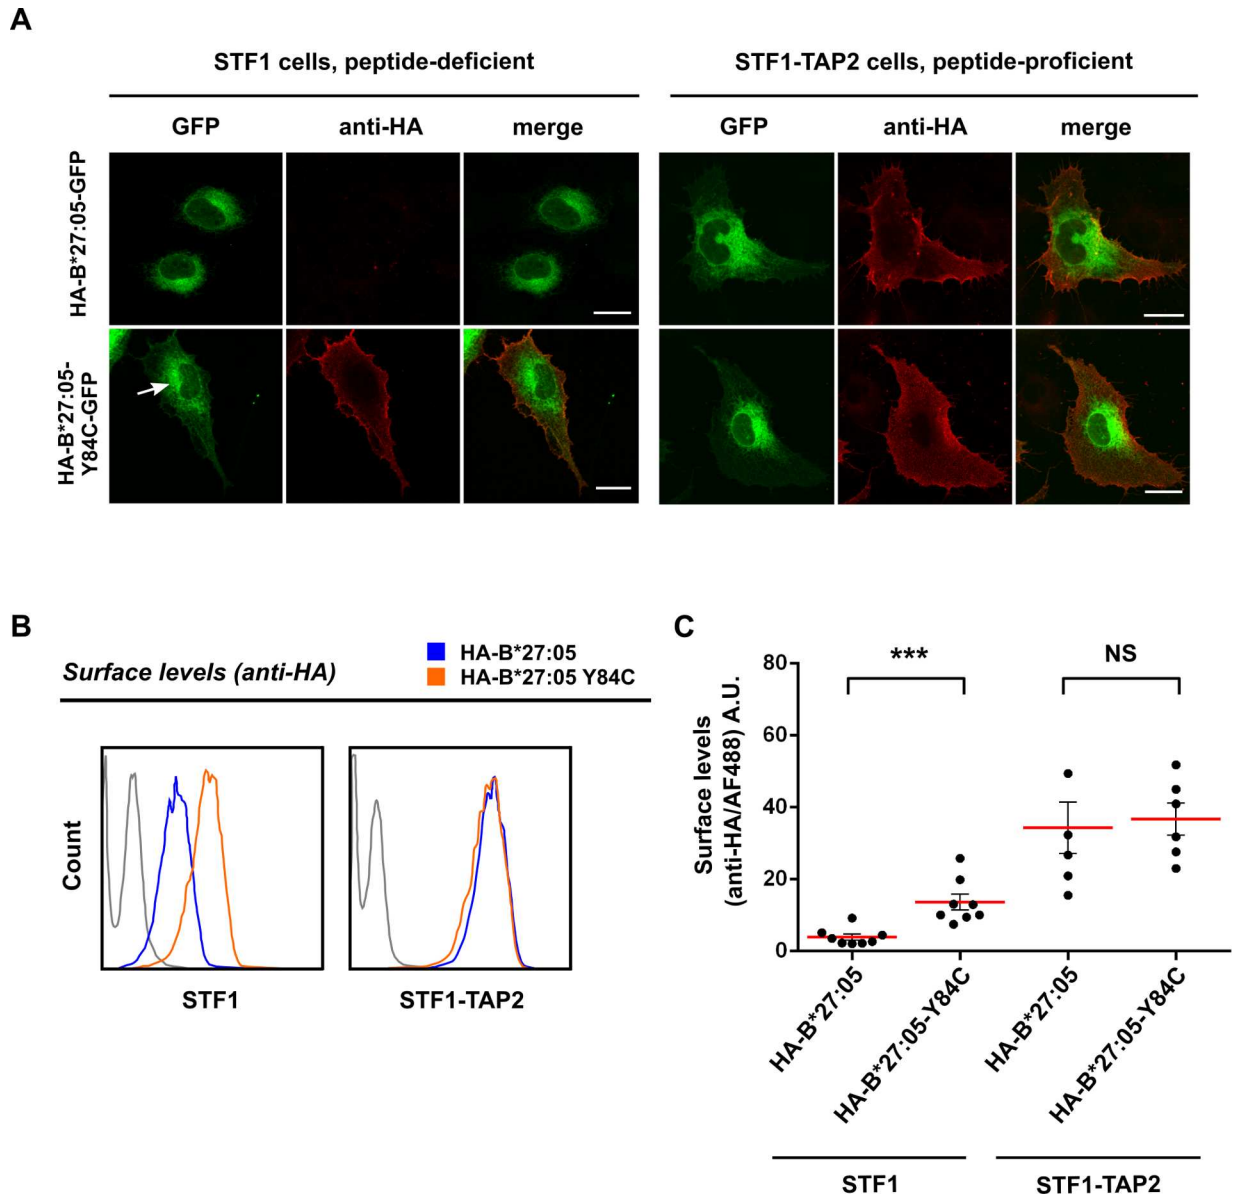 A
STF1 cells, peptide-deficient
STF1-TAP2 cells, peptide-proficient
GFP anti-HA merge
GFP anti-HA merge
HA-B*27:05-GFP
HA-B*27:05-
Y84C-GFP
B
Surface levels (anti-HA)
HA-B*27:05
HA-B*27:05 Y84C
Count
STF1
STF1-TAP2
C
Surface levels
(anti-HA/AF488) A.U.
80
60
40
20
0
***
NS
HA-B*27:05
HA-B*27:05-Y84C
HA-B*27:05
HA-B*27:05-Y84C
STF1
STF1-TAP2